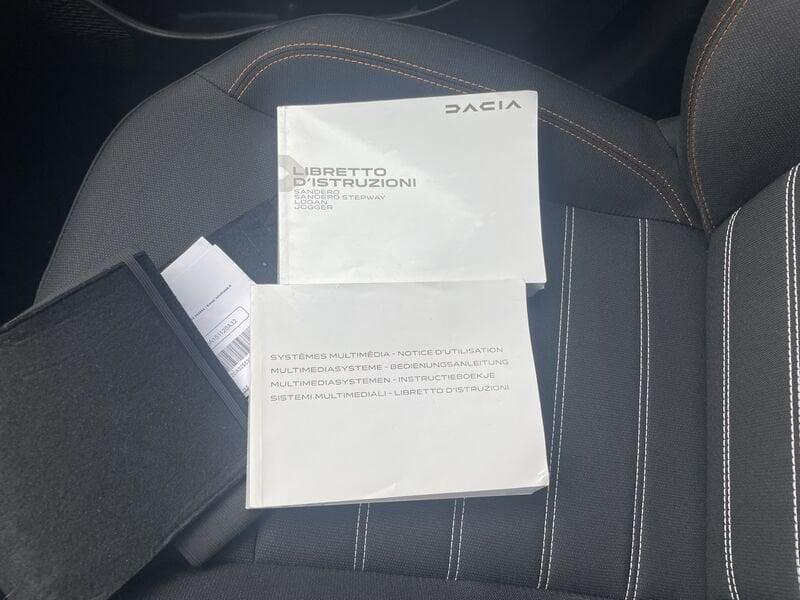 DACIA
LIBRETTO
D'ISTRUZIONI
SANDERO
SANDERO STEPWAY
LOGAN
JOGGER
SYSTÈMES MULTIMÉDIA - NOTICE D'UTILISATION
MULTIMEDIASYSTEME - BEDIENUNGSANLEITUNG
MULTIMEDIASYSTEMEN - INSTRUCTIEBOEKJE
SISTEMI MULTIMEDIALI - LIBRETTO D'ISTRUZIONI